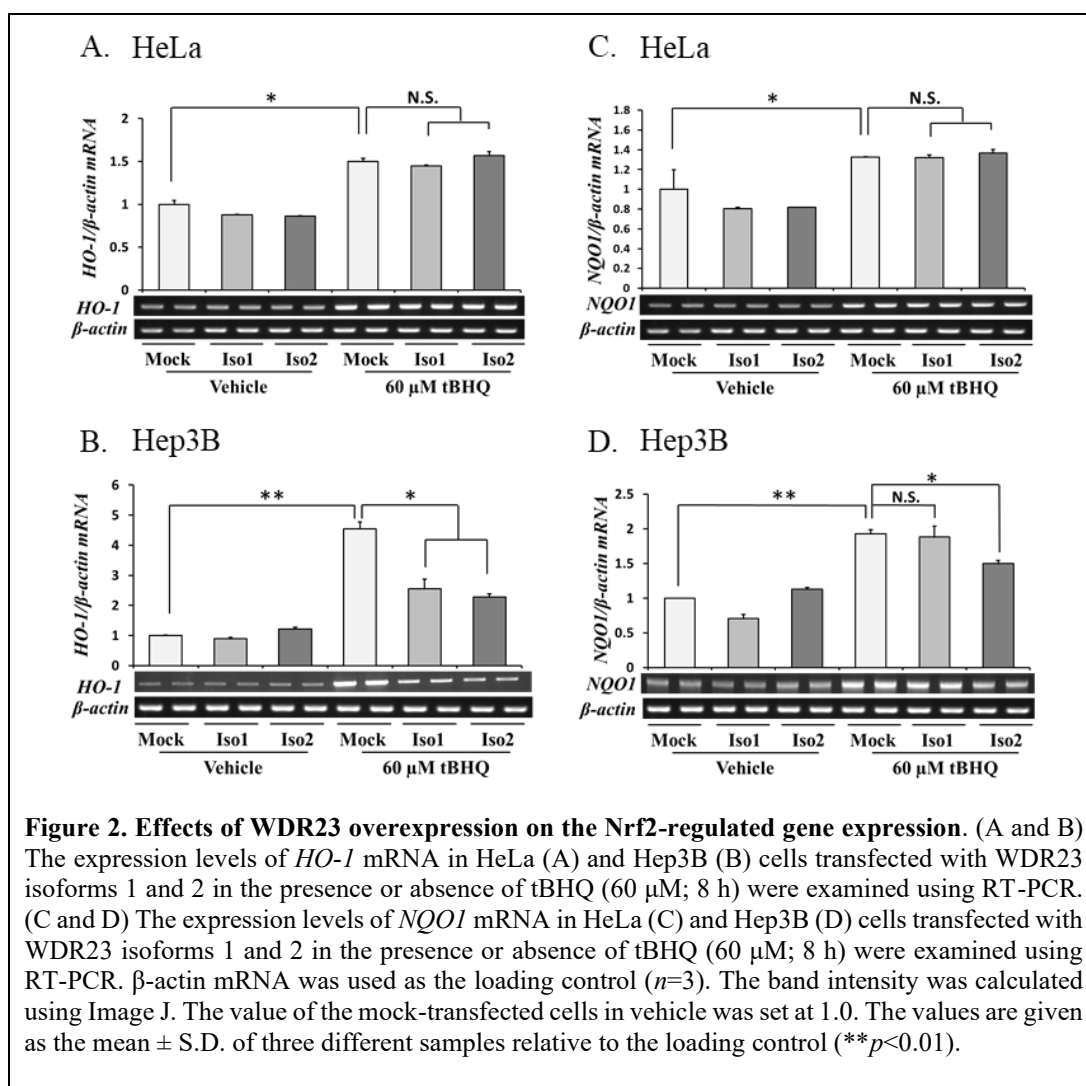 A. HeLa
*
N.S.
HO-1/β-actin mRNA
2
1.5
1
0.5
0
HO-1
β-actin
Mock Iso1 Iso2 Mock Iso1 Iso2
Vehicle 60 μM tBHQ
C. HeLa
*
N.S.
NQO1/β-actin mRNA
1.8
1.6
1.4
1.2
1
0.8
0.6
0.4
0.2
0
NQO1
β-actin
Mock Iso1 Iso2 Mock Iso1 Iso2
Vehicle 60 μM tBHQ
B. Hep3B
**
*
HO-1/β-actin mRNA
6
5
4
3
2
1
0
HO-1
β-actin
Mock Iso1 Iso2 Mock Iso1 Iso2
Vehicle 60 μM tBHQ
D. Hep3B
*
**
N.S.
NQO1/β-actin mRNA
2.5
2
1.5
1
0.5
0
NQO1
β-actin
Mock Iso1 Iso2 Mock Iso1 Iso2
Vehicle 60 μM tBHQ
Figure 2. Effects of WDR23 overexpression on the Nrf2-regulated gene expression. (A and B)
The expression levels of HO-1 mRNA in HeLa (A) and Hep3B (B) cells transfected with WDR23
isoforms 1 and 2 in the presence or absence of tBHQ (60 μM; 8 h) were examined using RT-PCR.
(C and D) The expression levels of NQO1 mRNA in HeLa (C) and Hep3B (D) cells transfected with
WDR23 isoforms 1 and 2 in the presence or absence of tBHQ (60 μM; 8 h) were examined using
RT-PCR. β-actin mRNA was used as the loading control (n=3). The band intensity was calculated
using Image J. The value of the mock-transfected cells in vehicle was set at 1.0. The values are given
as the mean ± S.D. of three different samples relative to the loading control (**p<0.01).